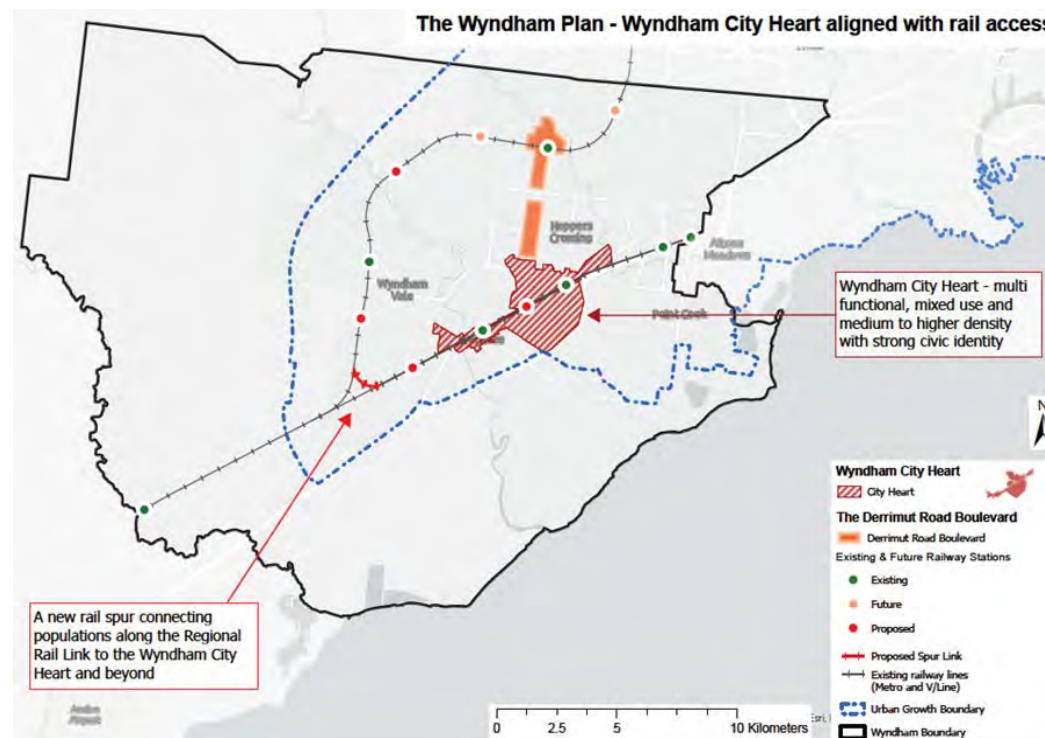 The Wyndham Plan - Wyndham City Heart aligned with rail access
Hoppers
Crossing
Altona
Meadows
Wyndham
Vale
Point Cook
Wyndham City Heart - multi
functional, mixed use and
medium to higher density
with strong civic identity
N
A new rail spur connecting
populations along the Regional
Rail Link to the Wyndham City
Heart and beyond
Avalon
Airport
Wyndham City Heart
City Heart
The Derrimut Road Boulevard
Derrimut Road Boulevard
Existing & Future Railway Stations
Existing
Future
Proposed
Proposed Spur Link
Existing railway lines
(Metro and V/Line)
Urban Growth Boundary
Wyndham Boundary
0 2.5 5 10 Kilometers
Esri,